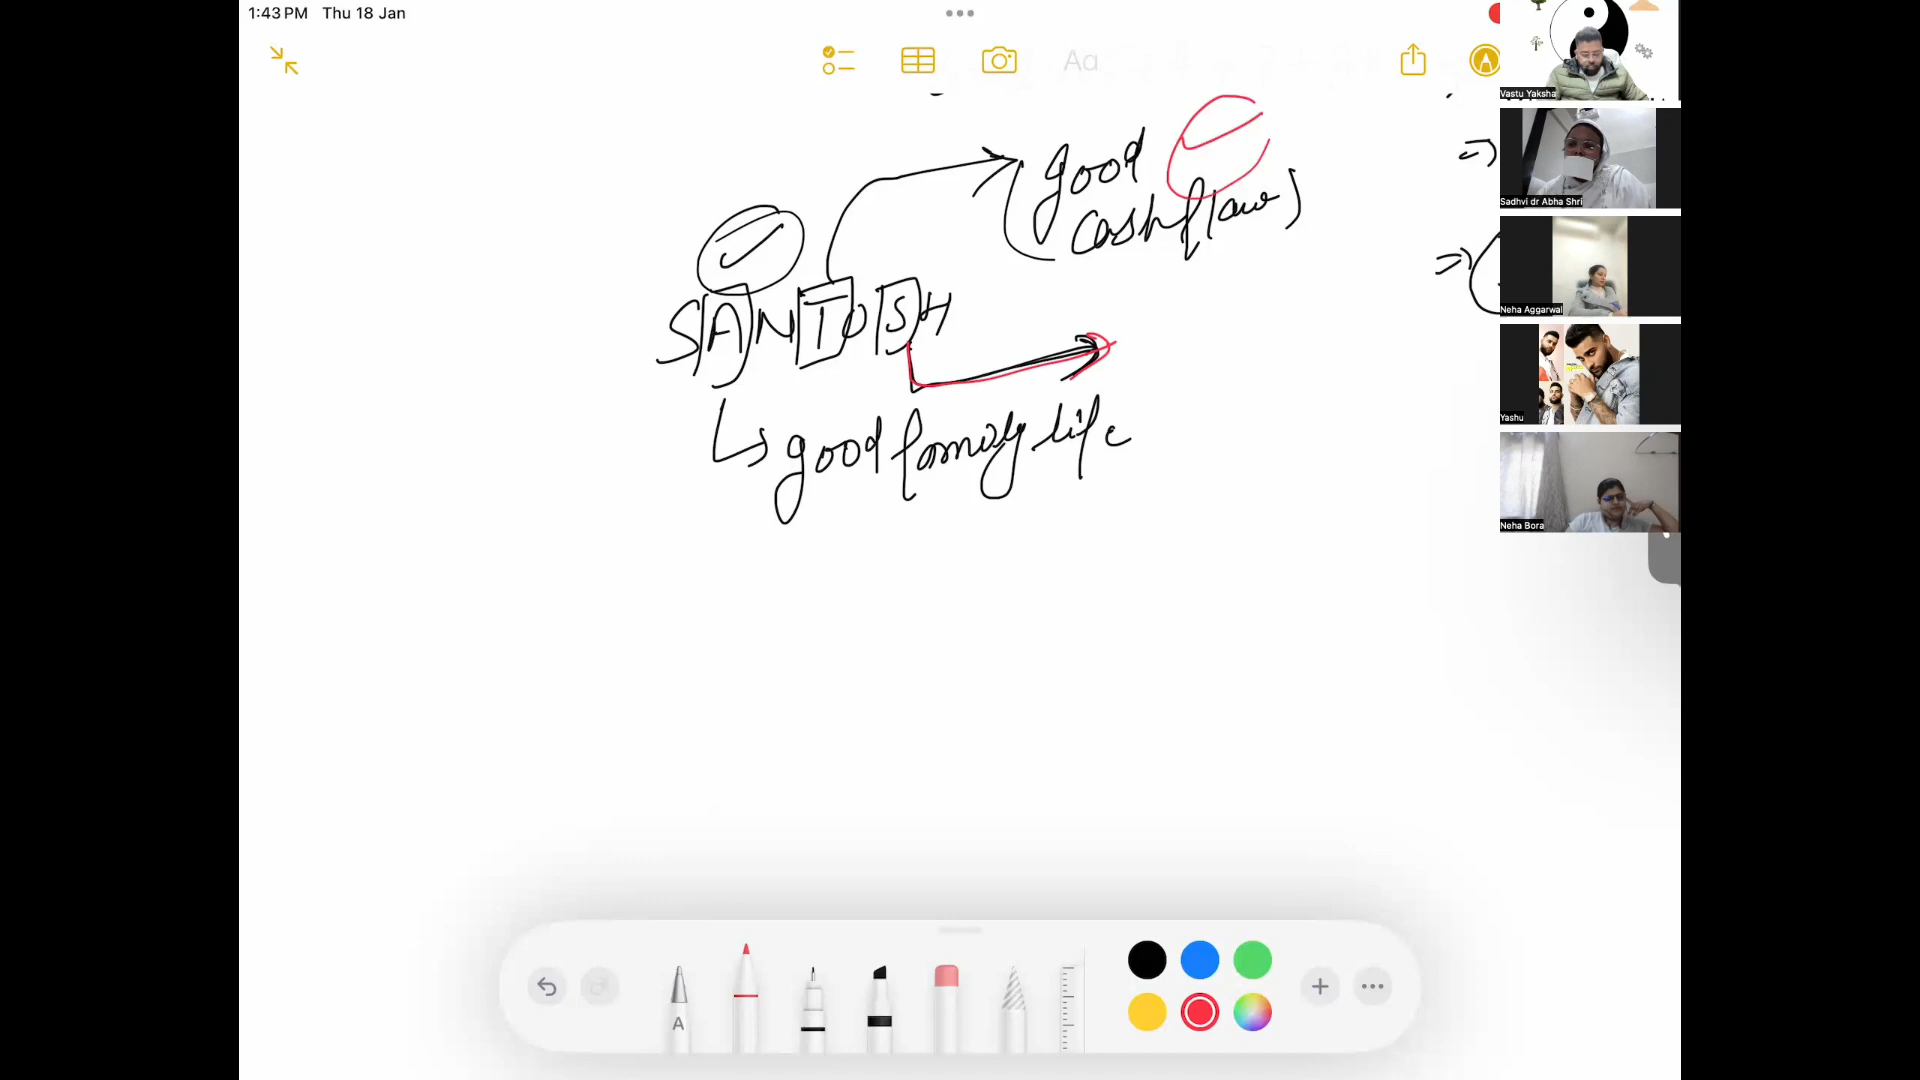 1:43 PM Thu 18 Jan
Aa
Vastu Yaksha
good
cashflow)
Sadhvi dr Abha Shri
SANTOSH
Neha Aggarwal
good family life
Yashu
Neha Bora
A